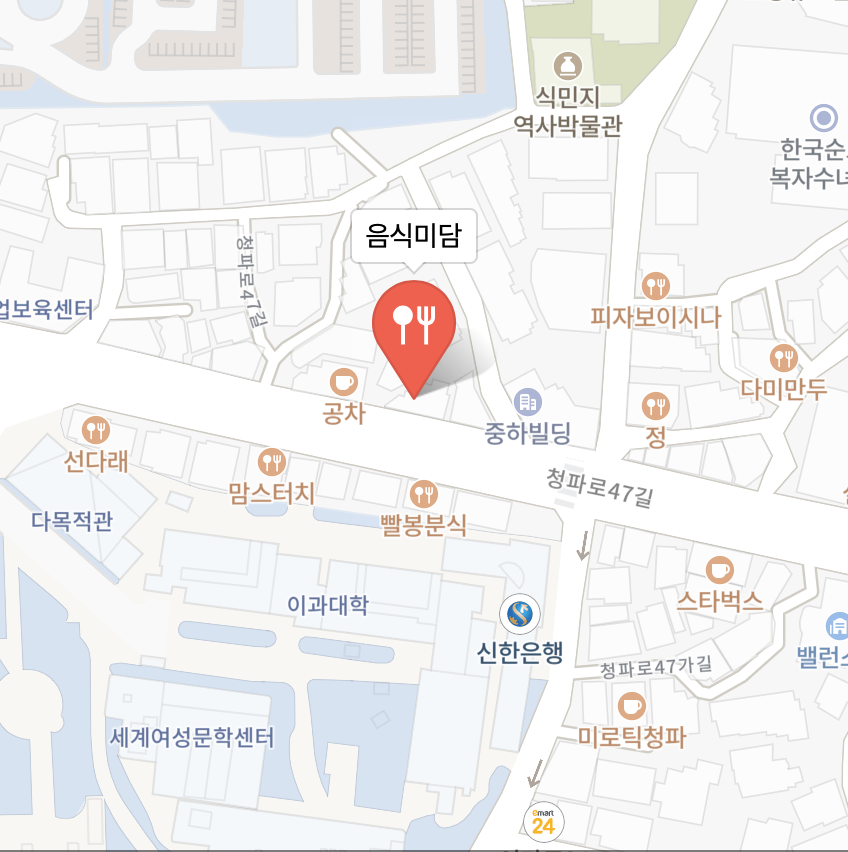 식민지
역사박물관
한국순
복자수녀
음식미담
청파로47길
업보육센터
피자보이시나
다미만두
공차
중하빌딩
정
선다래
맘스터치
빨봉분식
청파로47길
다목적관
이과대학
신한은행
스타벅스
청파로47가길
밸런스
미로틱청파
세계여성문학센터
emart
24